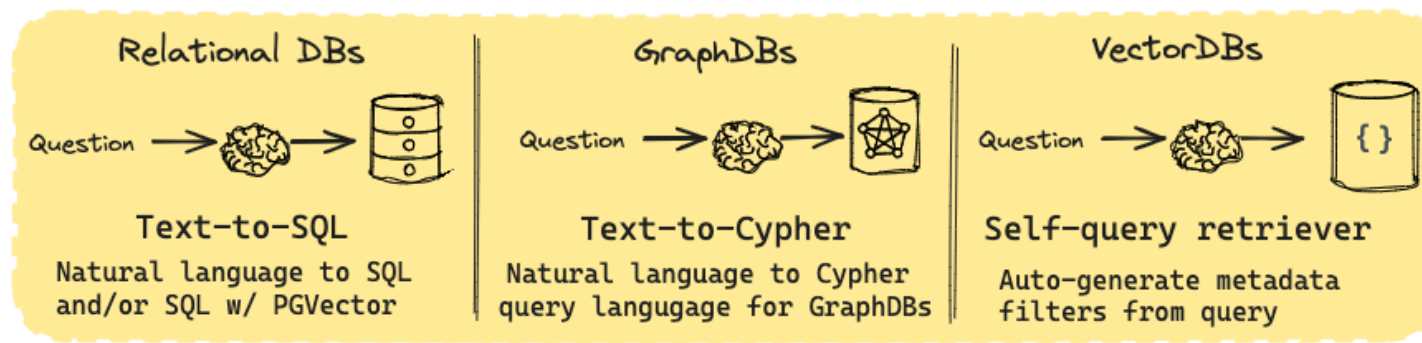 Relational DBs
Question
Text-to-SQL
Natural language to SQL
and/or SQL w/ PGVector
GraphDBs
Question
Text-to-Cypher
Natural language to Cypher
query langugage for GraphDBs
VectorDBs
Question
{ }
Self-query retriever
Auto-generate metadata
filters from query